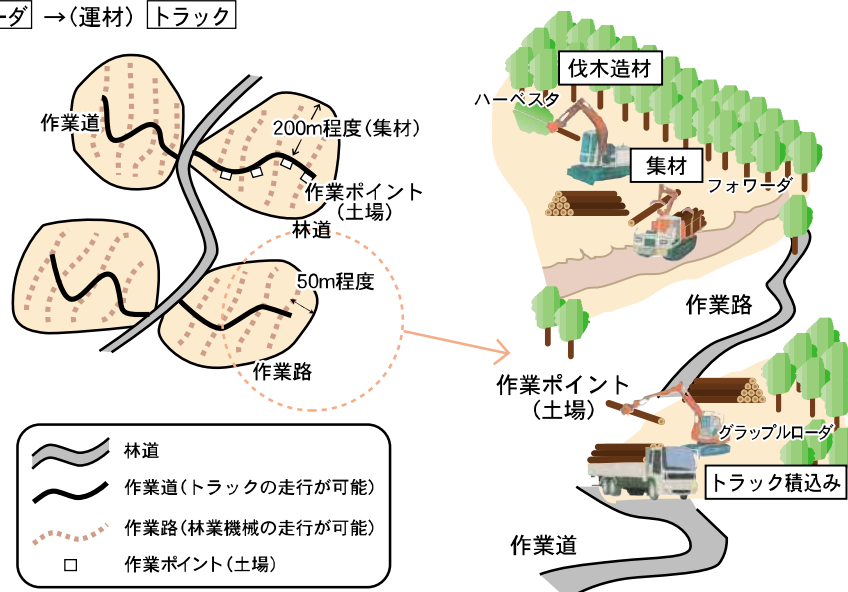 ーダ →(運材) トラック
作業道
200m程度(集材)
作業ポイント
(土場)
林道
50m程度
作業路
林道
作業道(トラックの走行が可能)
作業路(林業機械の走行が可能)
作業ポイント(土場)
伐木造材
ハーベスタ
集材
フォワーダ
作業路
作業ポイント
(土場)
グラップルローダ
トラック積込み
作業道